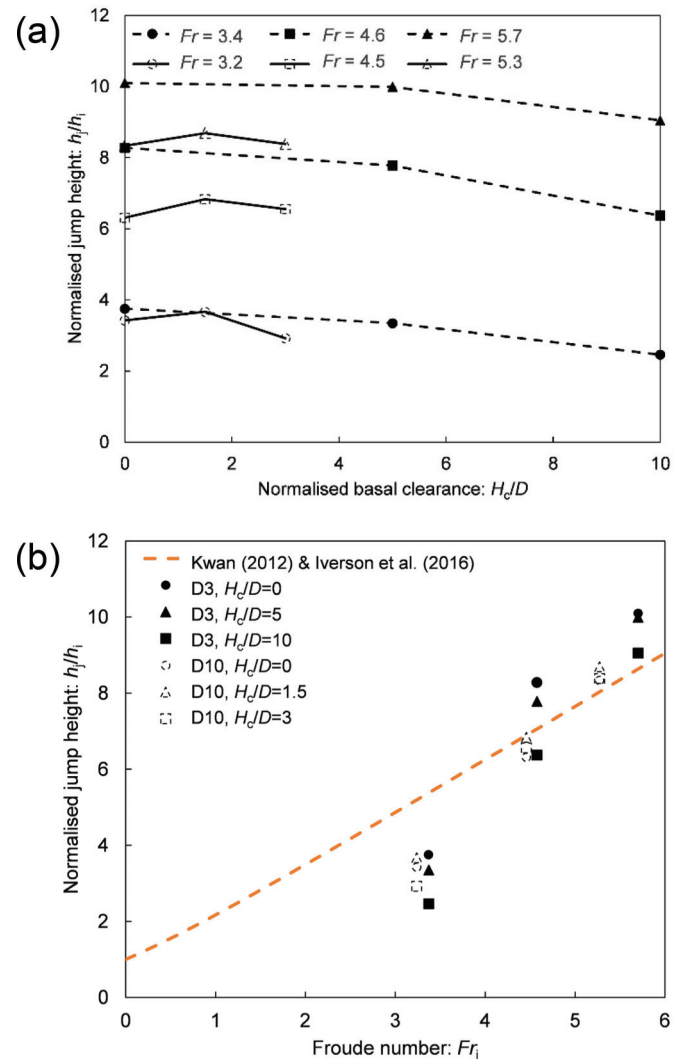 (a)
12
10
8
6
4
2
0
Normalised jump height: hj/hi
Fr = 3.4 Fr = 4.6 Fr = 5.7
Fr = 3.2 Fr = 4.5 Fr = 5.3
0 2 4 6 8 10
Normalised basal clearance: Hc/D
(b)
12
10
8
6
4
2
0
Normalised jump height: hj/hi
Kwan (2012) & Iverson et al. (2016)
D3, Hc/D=0
D3, Hc/D=5
D3, Hc/D=10
D10, Hc/D=0
D10, Hc/D=1.5
D10, Hc/D=3
0 1 2 3 4 5 6
Froude number: Fri